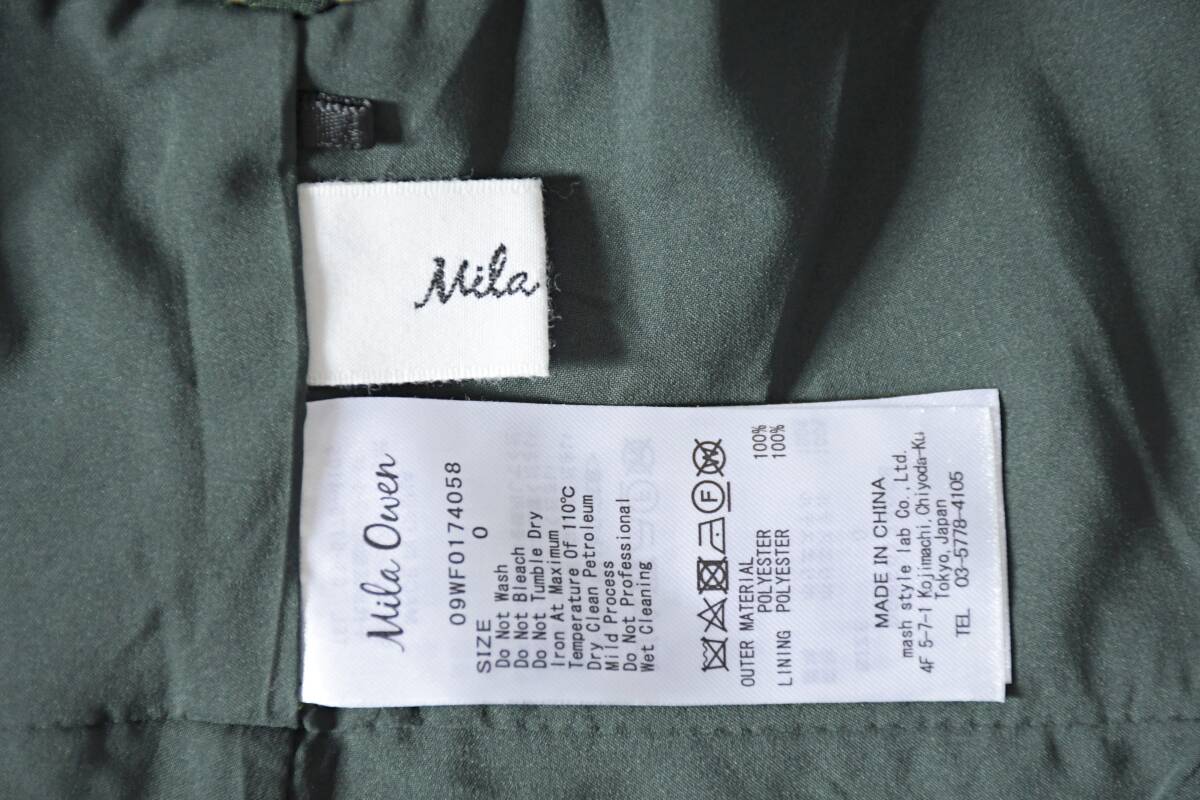 Mila
Mila Owen
09WF0174058
SIZE 0
Do Not Wash
Do Not Bleach
Do Not Tumble Dry
Iron At Maximum
Temperature Of 110℃
Dry Clean Petroleum
Mild Process
Do Not Professional
Wet Cleaning
F W
OUTER MATERIAL
POLYESTER 100%
LINING POLYESTER 100%
MADE IN CHINA
mash style lab Co.,Ltd.
4F 5-7-1 Kojimachi,Chiyoda-Ku
Tokyo,Japan
TEL 03-5778-4105